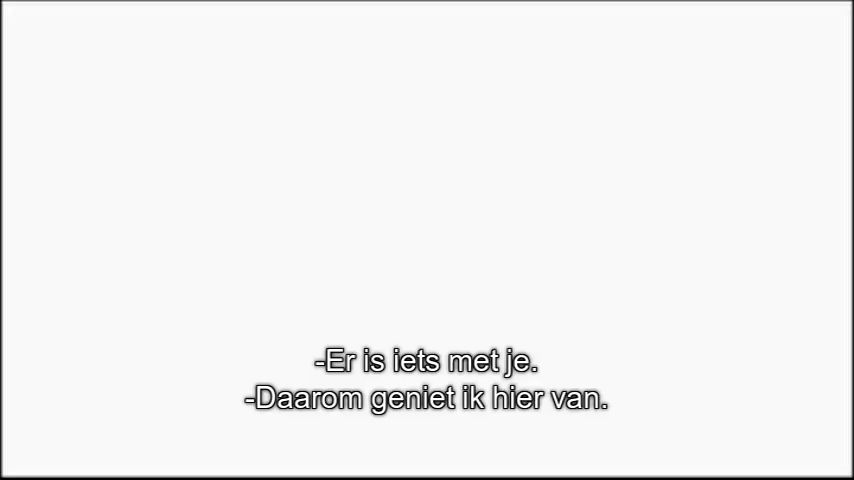 -Er is iets met je.
-Daarom geniet ik hier van.